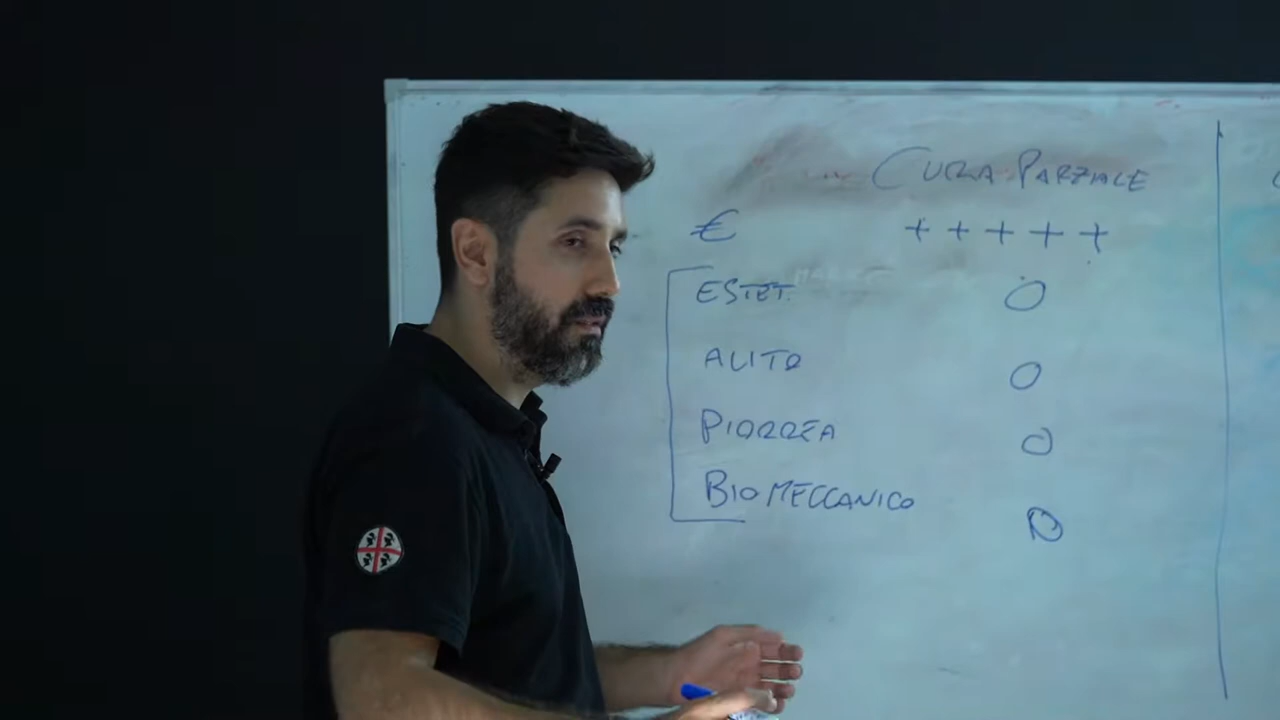 CURA PARZIALE
€ + + + + +
ESTET. O
ALITO O
PIORREA O
BIOMECCANICO O